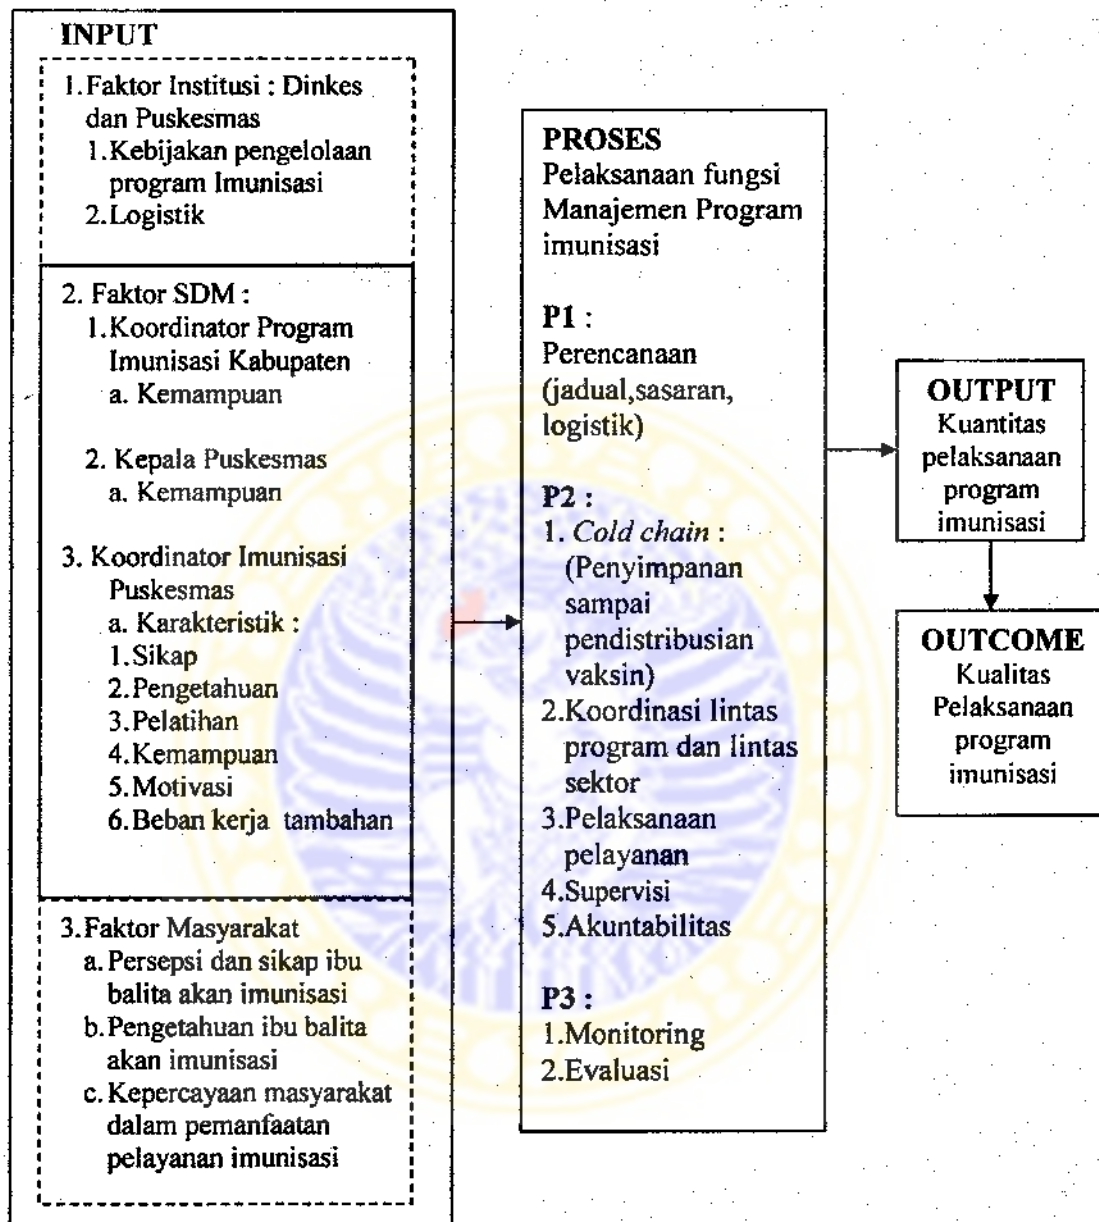 INPUT
1.Faktor Institusi : Dinkes
dan Puskesmas
1.Kebijakan pengelolaan
program Imunisasi
2.Logistik
2. Faktor SDM :
1.Koordinator Program
Imunisasi Kabupaten
a. Kemampuan
2. Kepala Puskesmas
a. Kemampuan
3. Koordinator Imunisasi
Puskesmas
a. Karakteristik :
1.Sikap
2.Pengetahuan
3.Pelatihan
4.Kemampuan
5.Motivasi
6.Beban kerja tambahan
3.Faktor Masyarakat
a. Persepsi dan sikap ibu
balita akan imunisasi
b. Pengetahuan ibu balita
akan imunisasi
c. Kepercayaan masyarakat
dalam pemanfaatan
pelayanan imunisasi
PROSES
Pelaksanaan fungsi
Manajemen Program
imunisasi
P1 :
Perencanaan
(jadual,sasaran,
logistik)
P2 :
1. Cold chain :
(Penyimpanan
sampai
pendistribusian
vaksin)
2.Koordinasi lintas
program dan lintas
sektor
3.Pelaksanaan
pelayanan
4.Supervisi
5.Akuntabilitas
P3 :
1.Monitoring
2.Evaluasi
OUTPUT
Kuantitas
pelaksanaan
program
imunisasi
OUTCOME
Kualitas
Pelaksanaan
program
imunisasi